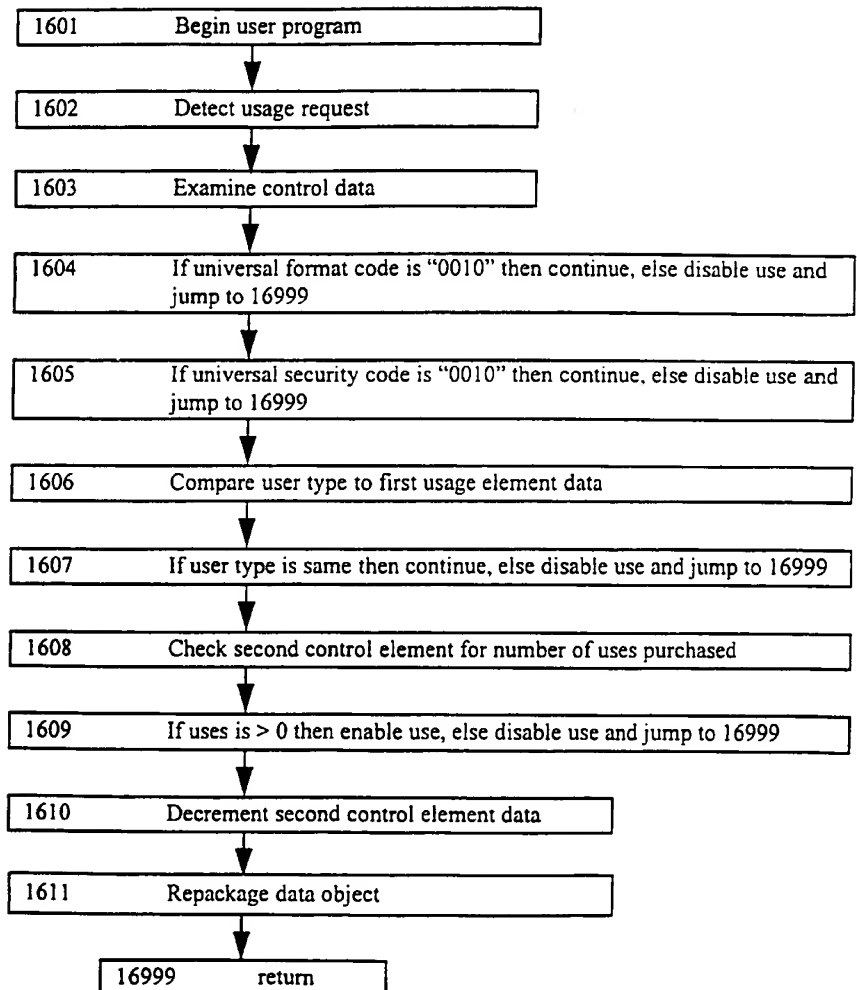 1601 Begin user program
1602 Detect usage request
1603 Examine control data
1604 If universal format code is “0010” then continue, else disable use and
jump to 16999
1605 If universal security code is “0010” then continue, else disable use and
jump to 16999
1606 Compare user type to first usage element data
1607 If user type is same then continue, else disable use and jump to 16999
1608 Check second control element for number of uses purchased
1609 If uses is > 0 then enable use, else disable use and jump to 16999
1610 Decrement second control element data
1611 Repackage data object
16999 return